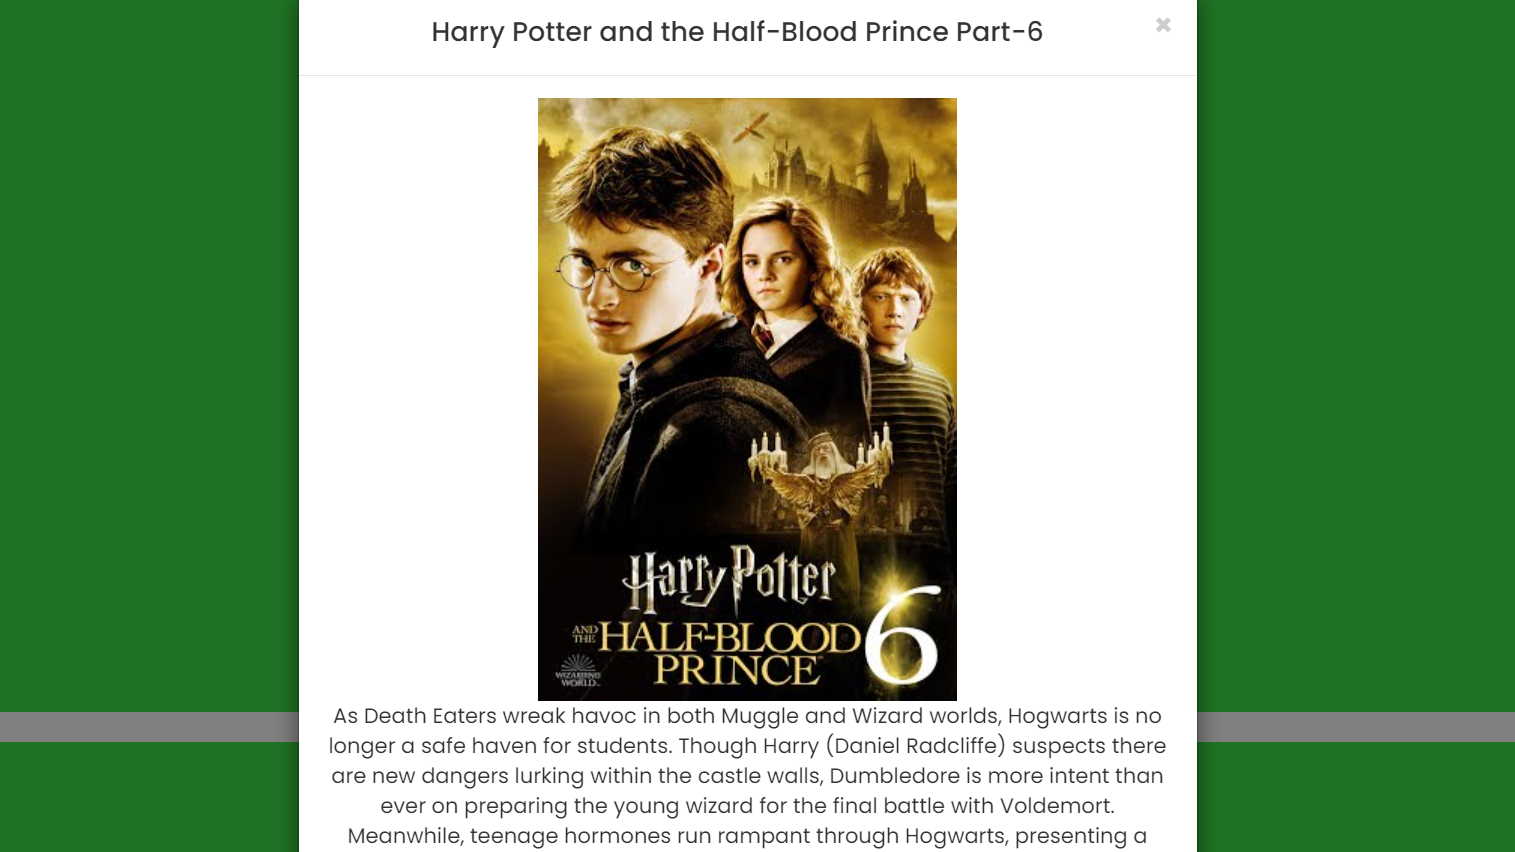 Harry Potter and the Half-Blood Prince Part-6
×
Harry Potter
AND THE HALF-BLOOD
PRINCE
6
WIZARDING
WORLD
As Death Eaters wreak havoc in both Muggle and Wizard worlds, Hogwarts is no
longer a safe haven for students. Though Harry (Daniel Radcliffe) suspects there
are new dangers lurking within the castle walls, Dumbledore is more intent than
ever on preparing the young wizard for the final battle with Voldemort.
Meanwhile, teenage hormones run rampant through Hogwarts, presenting a